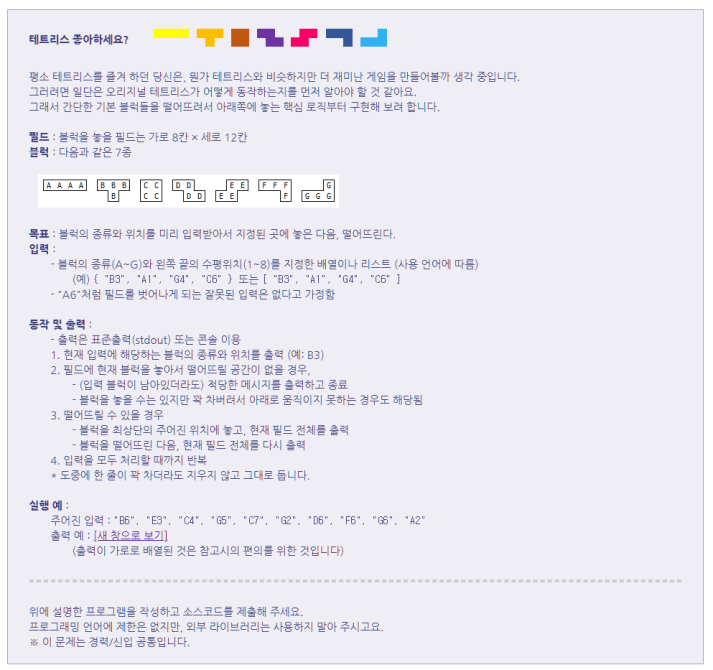 테트리스 좋아하세요?
평소 테트리스를 즐겨 하던 당신은, 뭔가 테트리스와 비슷하지만 더 재미난 게임을 만들어볼까 생각 중입니다.
그러려면 일단은 오리지널 테트리스가 어떻게 동작하는지를 먼저 알아야 할 것 같아요.
그래서 간단한 기본 블럭들을 떨어뜨려서 아래쪽에 놓는 핵심 로직부터 구현해 보려 합니다.
필드 : 블럭을 놓을 필드는 가로 8칸 × 세로 12칸
블럭 : 다음과 같은 7종
A A A A B B B C C D D E E F F F G
B C C D D E E F G G G
목표 : 블럭의 종류와 위치를 미리 입력받아서 지정된 곳에 놓은 다음, 떨어뜨린다.
입력 :
- 블럭의 종류(A~G)와 왼쪽 끝의 수평위치(1~8)를 지정한 배열이나 리스트 (사용 언어에 따름)
(예) { "B3", "A1", "G4", "C6" } 또는 [ "B3", "A1", "G4", "C6" ]
- "A6"처럼 필드를 벗어나게 되는 잘못된 입력은 없다고 가정함
동작 및 출력 :
- 출력은 표준출력(stdout) 또는 콘솔 이용
1. 현재 입력에 해당하는 블럭의 종류와 위치를 출력 (예: B3)
2. 필드에 현재 블럭을 놓아서 떨어뜨릴 공간이 없을 경우,
- (입력 블럭이 남아있더라도) 적당한 메시지를 출력하고 종료
- 블럭을 놓을 수는 있지만 꽉 차버려서 아래로 움직이지 못하는 경우도 해당됨
3. 떨어뜨릴 수 있을 경우
- 블럭을 최상단의 주어진 위치에 놓고, 현재 필드 전체를 출력
- 블럭을 떨어뜨린 다음, 현재 필드 전체를 다시 출력
4. 입력을 모두 처리할 때까지 반복
* 도중에 한 줄이 꽉 차더라도 지우지 않고 그대로 둡니다.
실행 예 :
주어진 입력 : "B6", "E3", "C4", "G5", "C7", "G2", "D6", "F6", "G6", "A2"
출력 예 : [새 창으로 보기]
(출력이 가로로 배열된 것은 참고시의 편의를 위한 것입니다)
위에 설명한 프로그램을 작성하고 소스코드를 제출해 주세요.
프로그래밍 언어에 제한은 없지만, 외부 라이브러리는 사용하지 말아 주시고요.
※ 이 문제는 경력/신입 공통입니다.